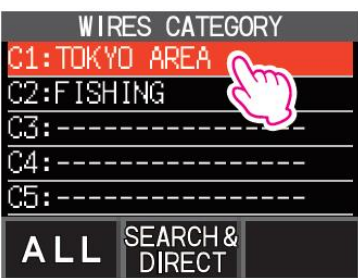 WIRES CATEGORY
C1:TOKYO AREA
C2:FISHING
C3:----------------
C4:----------------
C5:----------------
ALL SEARCH &
DIRECT